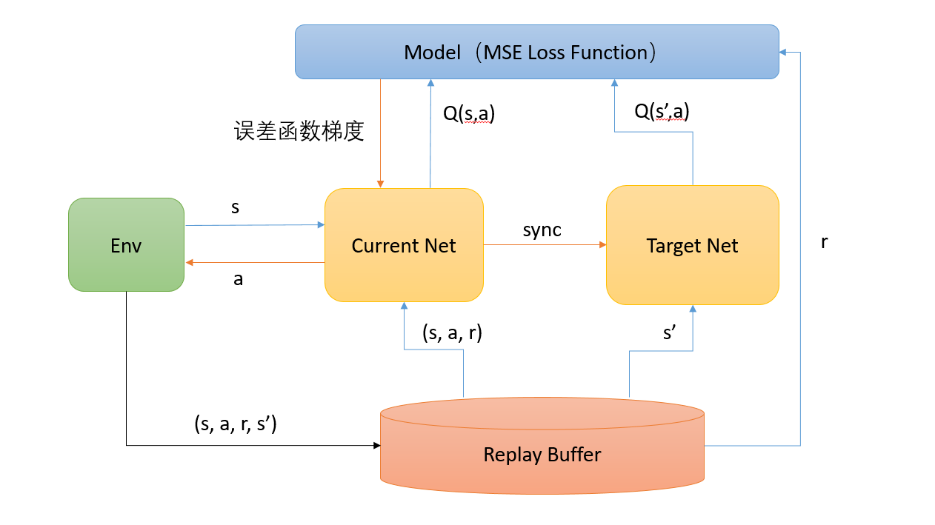 Model（MSE Loss Function）
误差函数梯度
Q(s,a)
Q(s’,a)
s
Env
Current Net
sync
Target Net
r
a
(s, a, r)
s’
(s, a, r, s’)
Replay Buffer